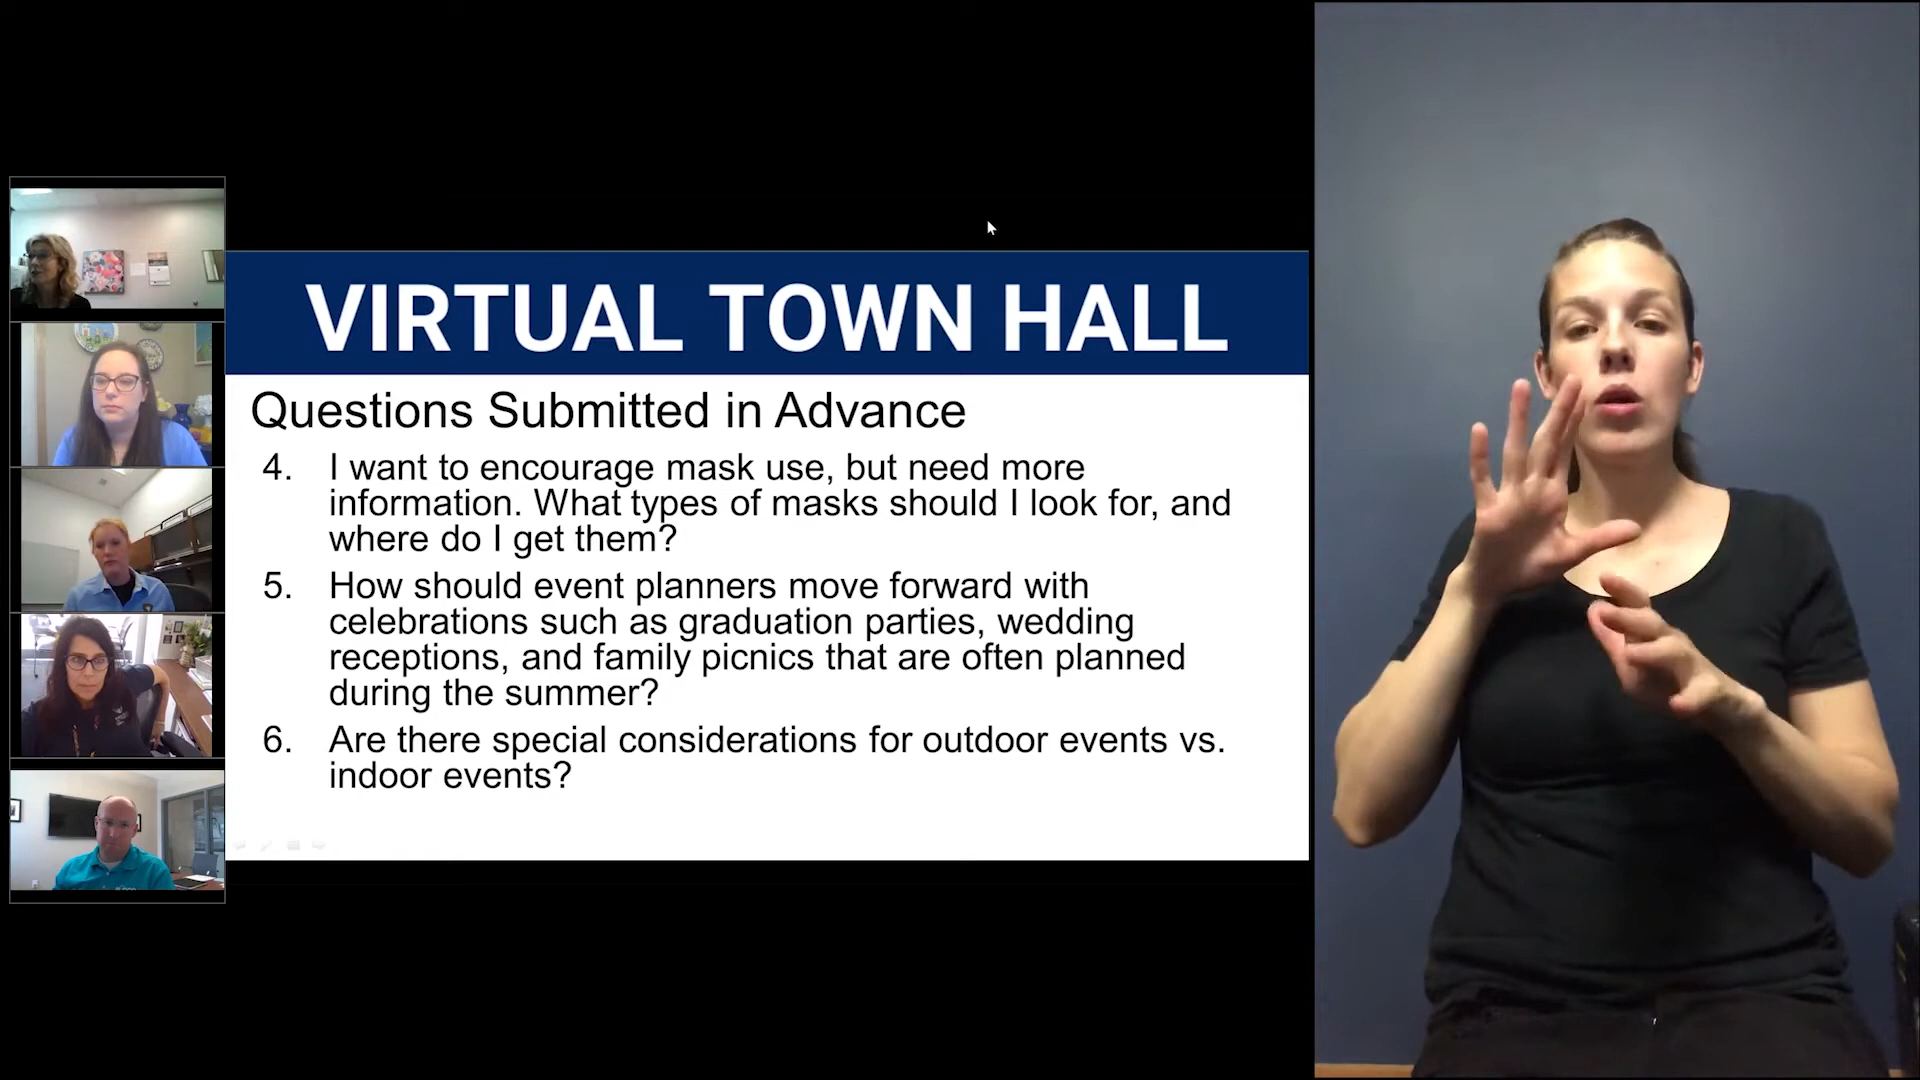 VIRTUAL TOWN HALL
Questions Submitted in Advance
4. I want to encourage mask use, but need more
information. What types of masks should I look for, and
where do I get them?
5. How should event planners move forward with
celebrations such as graduation parties, wedding
receptions, and family picnics that are often planned
during the summer?
6. Are there special considerations for outdoor events vs.
indoor events?